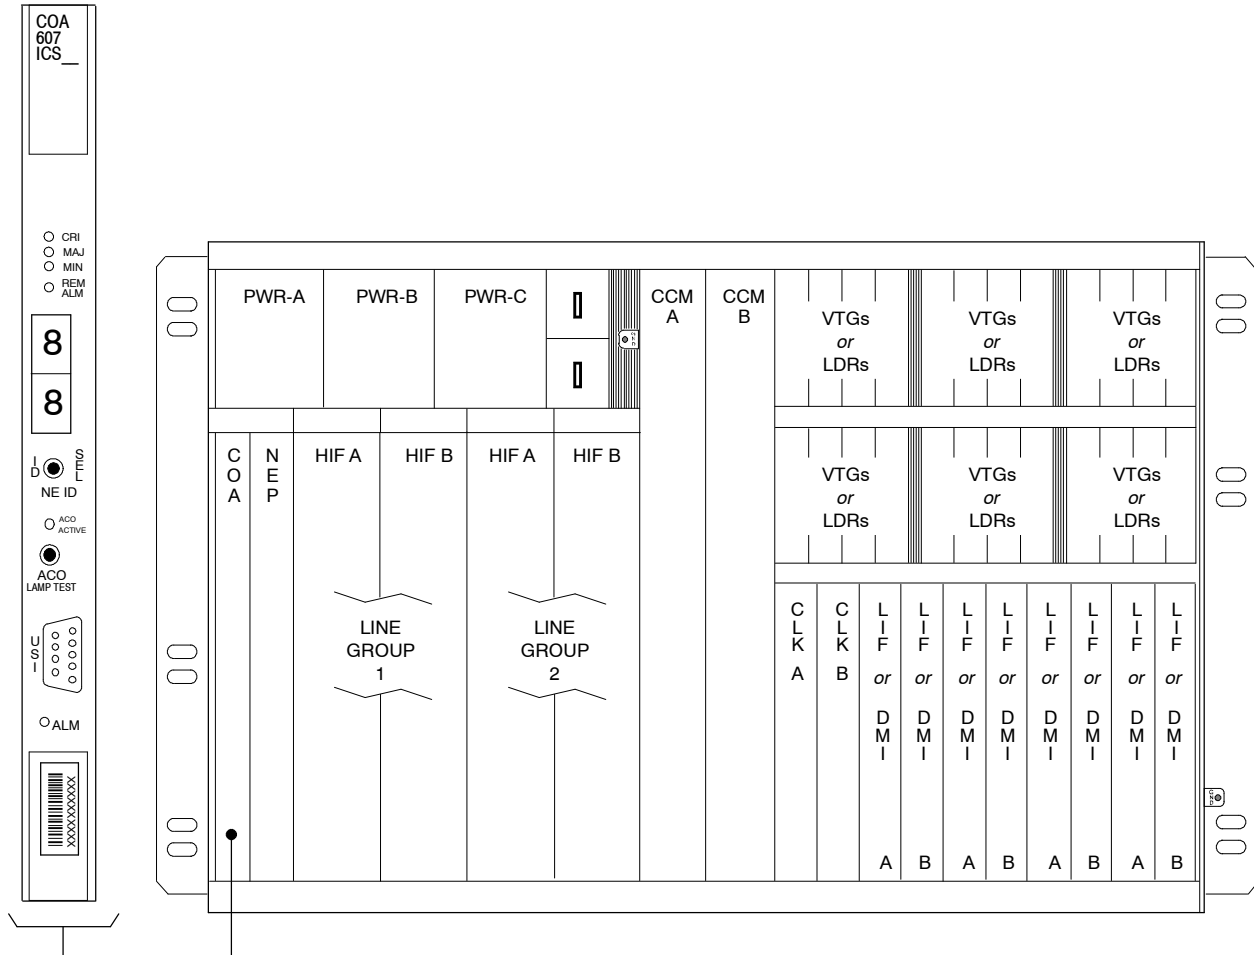 COA
607
ICS__
CRI
MAJ
MIN
REM
ALM
8
8
ID
SEL
NE ID
ACO
ACTIVE
ACO
LAMP TEST
USI
ALM
XXXXXXXXXX
PWR-A
PWR-B
PWR-C
CCM
A
CCM
B
VTGs
or
LDRs
VTGs
or
LDRs
VTGs
or
LDRs
COA
NEP
HIF A
HIF B
HIF A
HIF B
VTGs
or
LDRs
VTGs
or
LDRs
VTGs
or
LDRs
LINE
GROUP
1
LINE
GROUP
2
CLK A
CLK B
LIF or DMI A
LIF or DMI B
LIF or DMI A
LIF or DMI B
LIF or DMI A
LIF or DMI B
LIF or DMI A
LIF or DMI B